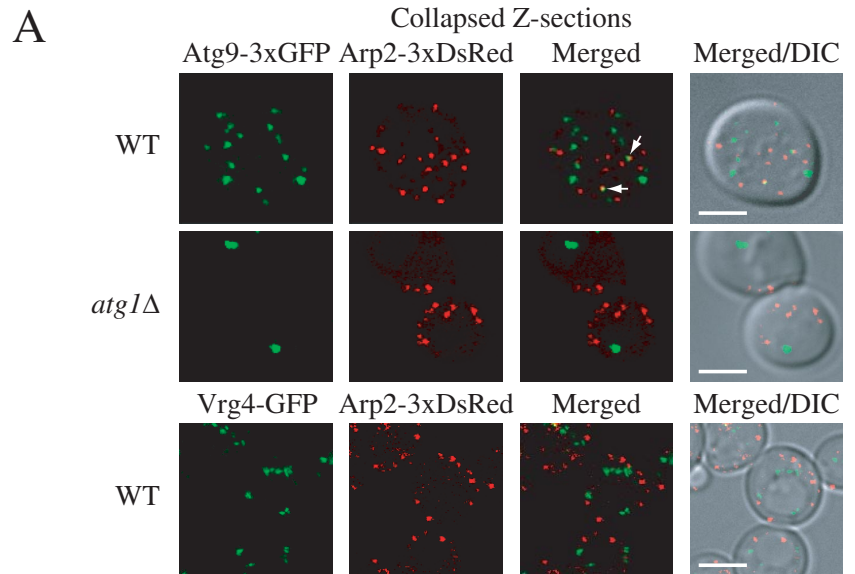 A
Collapsed Z-sections
Atg9-3xGFP Arp2-3xDsRed Merged Merged/DIC
WT
atg1Δ
Vrg4-GFP Arp2-3xDsRed Merged Merged/DIC
WT